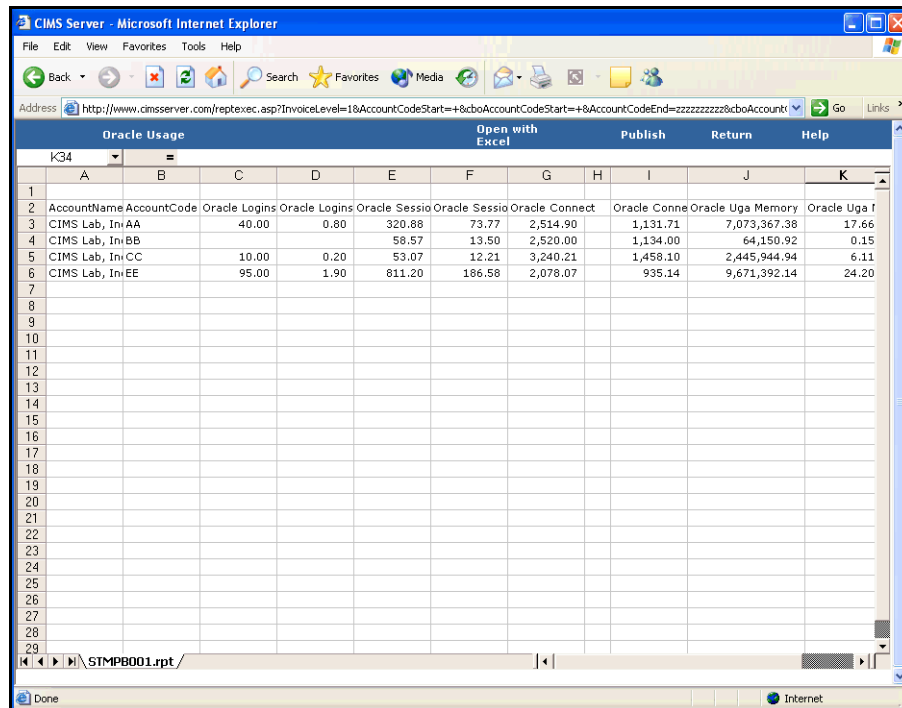 CIMS Server - Microsoft Internet Explorer
File Edit View Favorites Tools Help
Back Search Favorites Media
Address http://www.cimsserver.com/reptexec.asp?InvoiceLevel=1&AccountCodeStart=+&cboAccountCodeStart=+&AccountCodeEnd=zzzzzzzzzz&cboAccount Go Links
Oracle Usage Open with Excel Publish Return Help
K34 =
A B C D E F G H I J K
1
2 AccountName AccountCode Oracle Logins Oracle Logins Oracle Sessio Oracle Sessio Oracle Connect Oracle Conne Oracle Uga Memory Oracle Uga
3 CIMS Lab, In AA 40.00 0.80 320.88 73.77 2,514.90 1,131.71 7,073,367.38 17.66
4 CIMS Lab, In BB 58.57 13.50 2,520.00 1,134.00 64,150.92 0.15
5 CIMS Lab, In CC 10.00 0.20 53.07 12.21 3,240.21 1,458.10 2,445,944.94 6.11
6 CIMS Lab, In EE 95.00 1.90 811.20 186.58 2,078.07 935.14 9,671,392.14 24.20
7
8
9
10
11
12
13
14
15
16
17
18
19
20
21
22
23
24
25
26
27
28
29
STMPB001.rpt
Done Internet